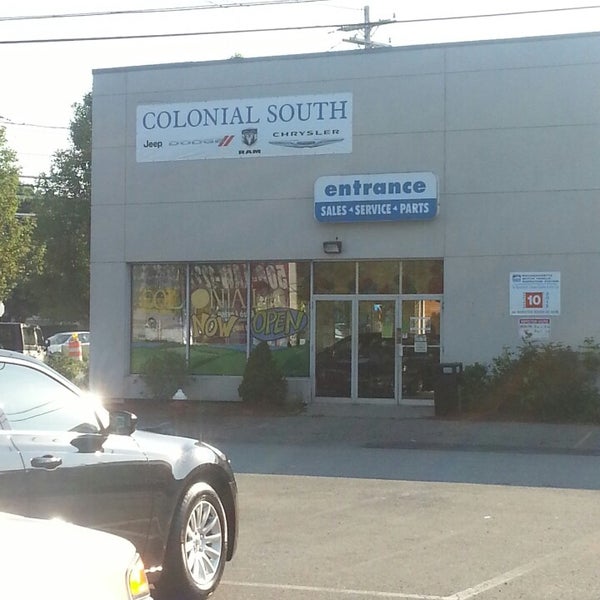 COLONIAL SOUTH
Jeep DODGE RAM CHRYSLER
entrance
SALES SERVICE PARTS
COLONIAL
NOW OPEN
10